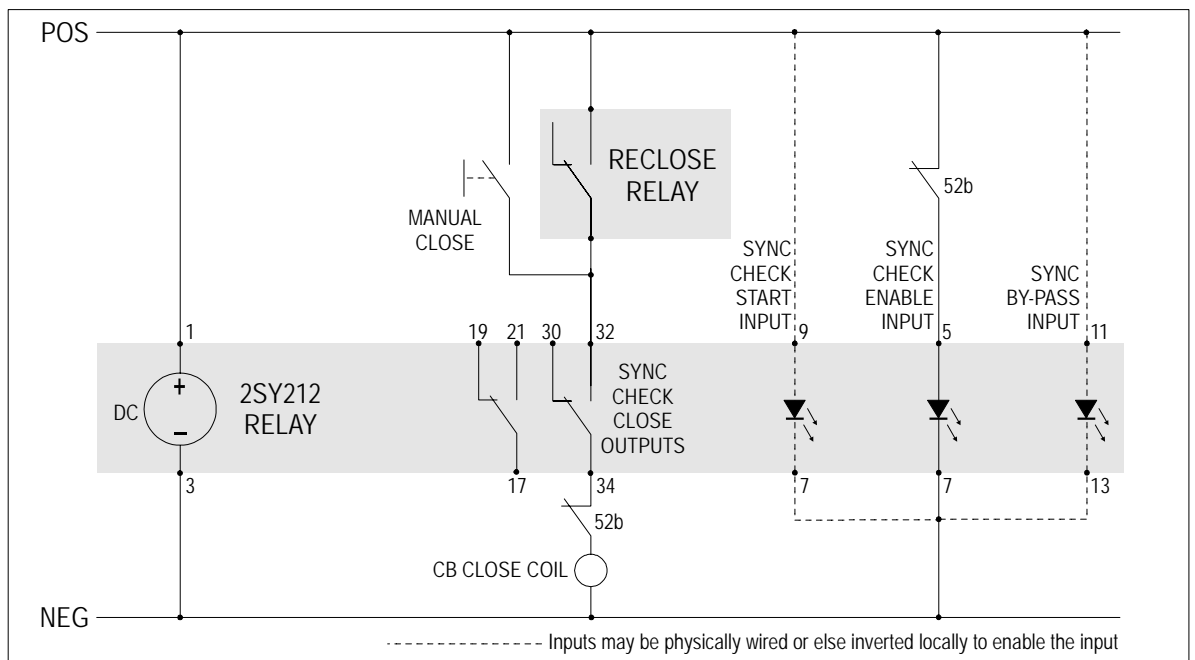 POS
RECLOSE
RELAY
52b
MANUAL
CLOSE
SYNC
CHECK
START
INPUT
SYNC
CHECK
ENABLE
INPUT
SYNC
BY-PASS
INPUT
1
19
21
30
32
9
5
11
DC
+
–
2SY212
RELAY
SYNC
CHECK
CLOSE
OUTPUTS
3
17
34
7
7
13
52b
CB CLOSE COIL
NEG
Inputs may be physically wired or else inverted locally to enable the input